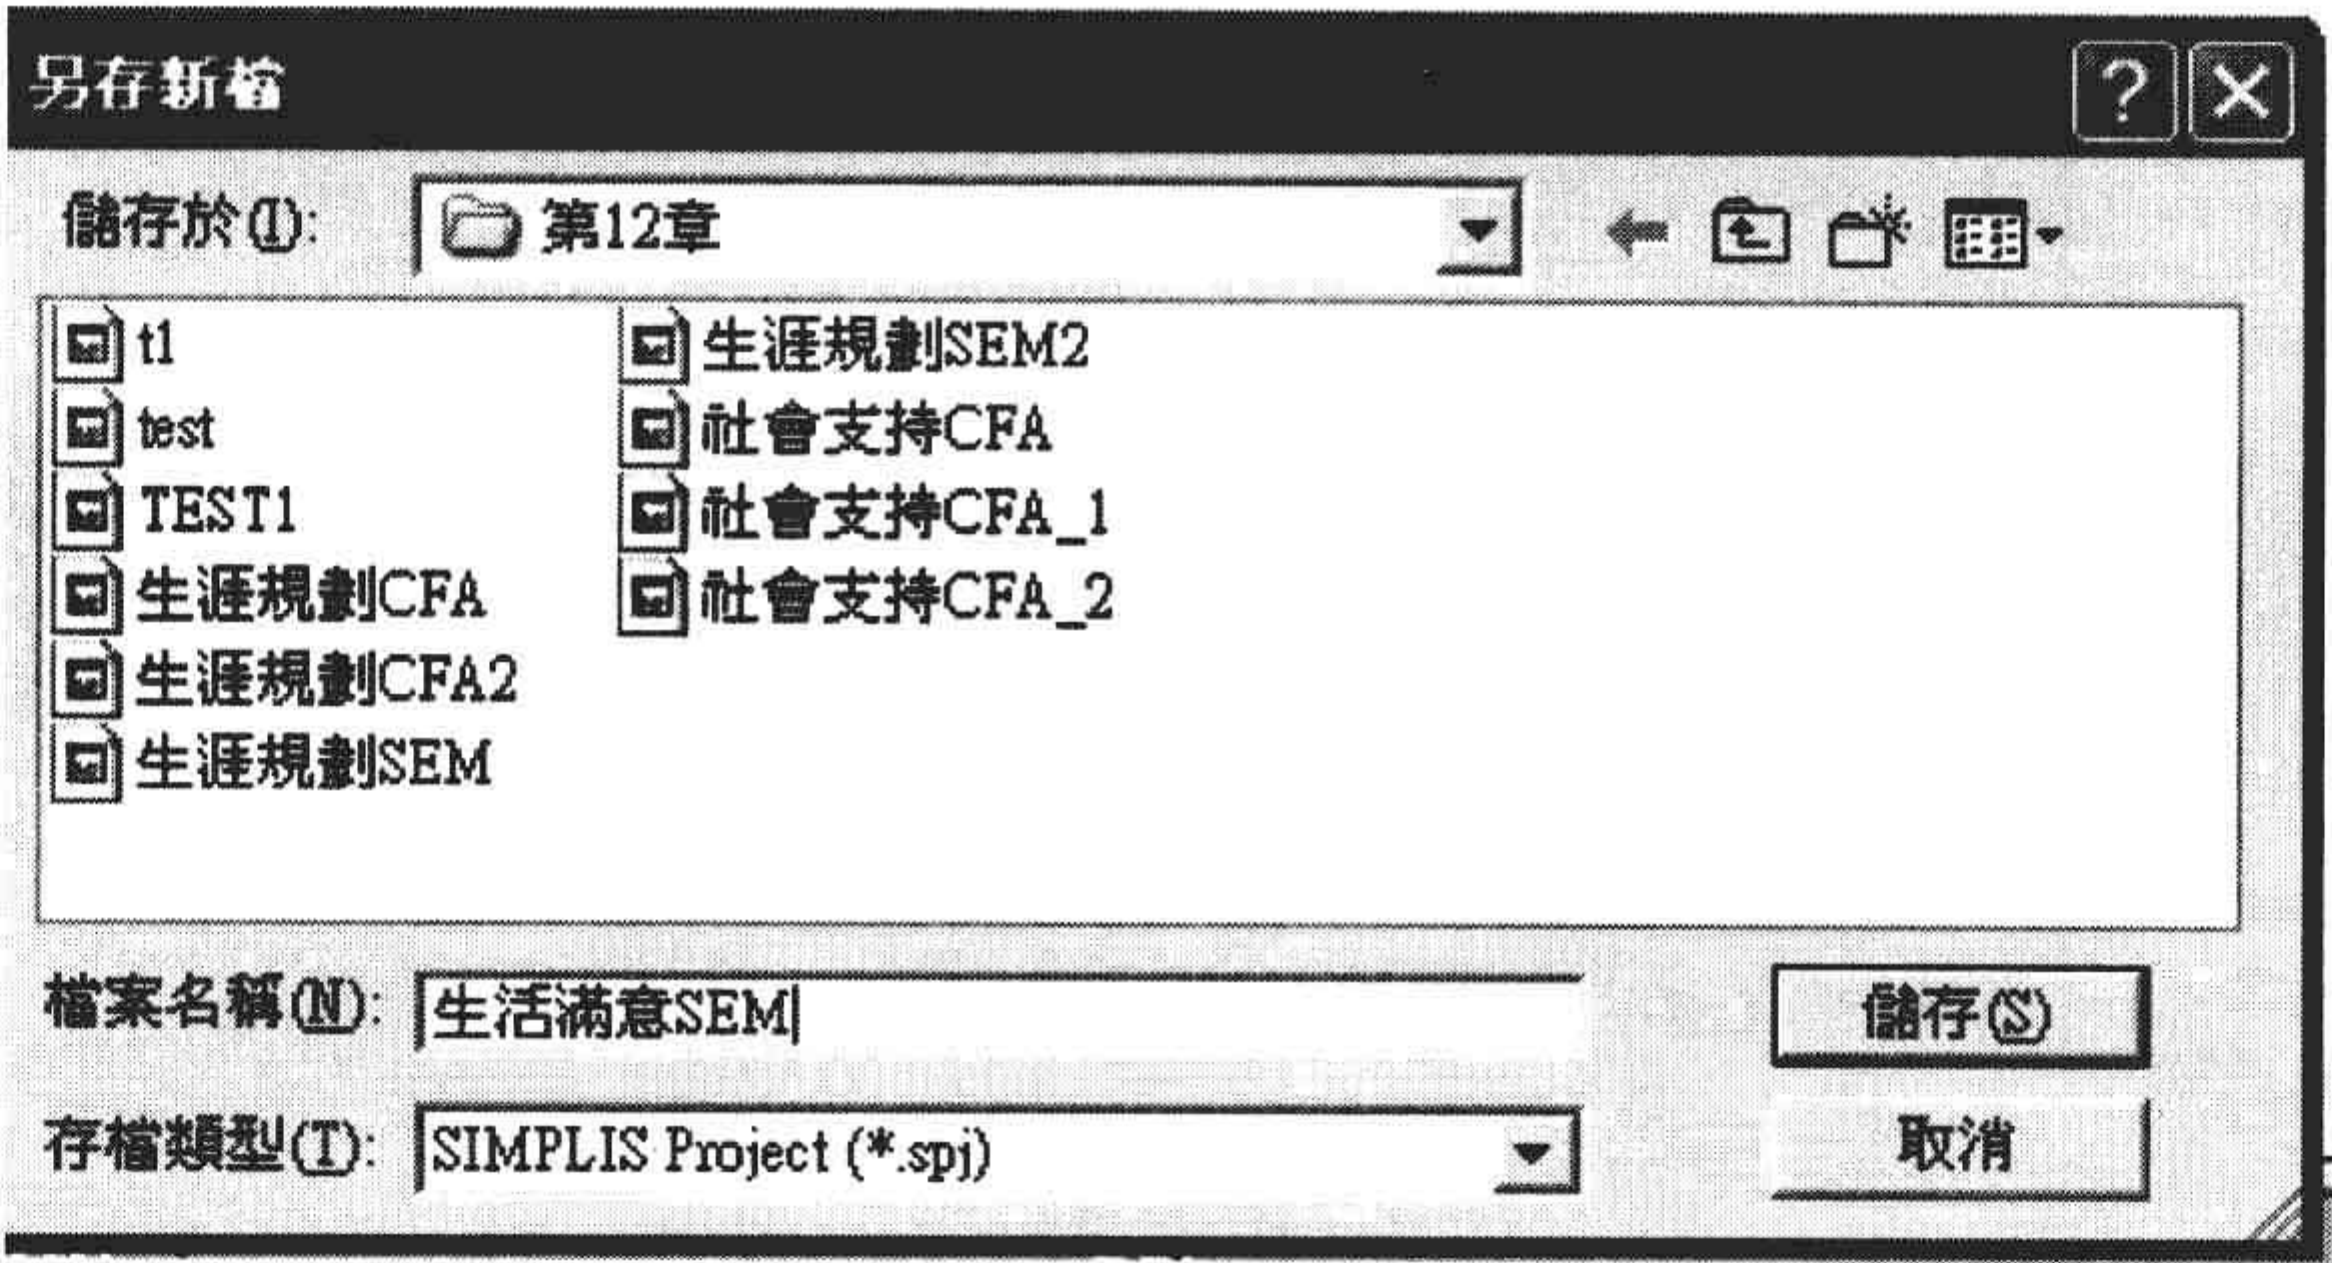 另存新檔
儲存於(I):
第12章
t1
test
TEST1
生涯規劃CFA
生涯規劃CFA2
生涯規劃SEM
生涯規劃SEM2
社會支持CFA
社會支持CFA_1
社會支持CFA_2
檔案名稱(N):
生活滿意SEM
儲存(S)
存檔類型(T):
SIMPLIS Project (*.spj)
取消